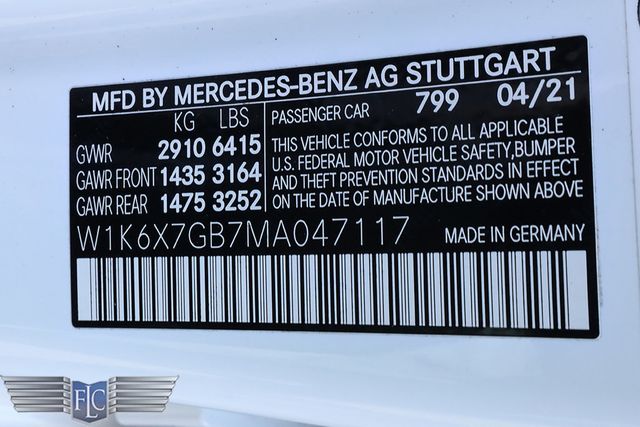 MFD BY MERCEDES-BENZ AG STUTTGART
KG LBS PASSENGER CAR 799 04/21
GVWR 2910 6415
GAWR FRONT 1435 3164
GAWR REAR 1475 3252
THIS VEHICLE CONFORMS TO ALL APPLICABLE
U.S. FEDERAL MOTOR VEHICLE SAFETY,BUMPER
AND THEFT PREVENTION STANDARDS IN EFFECT
ON THE DATE OF MANUFACTURE SHOWN ABOVE
W1K6X7GB7MA047117 MADE IN GERMANY
FLC